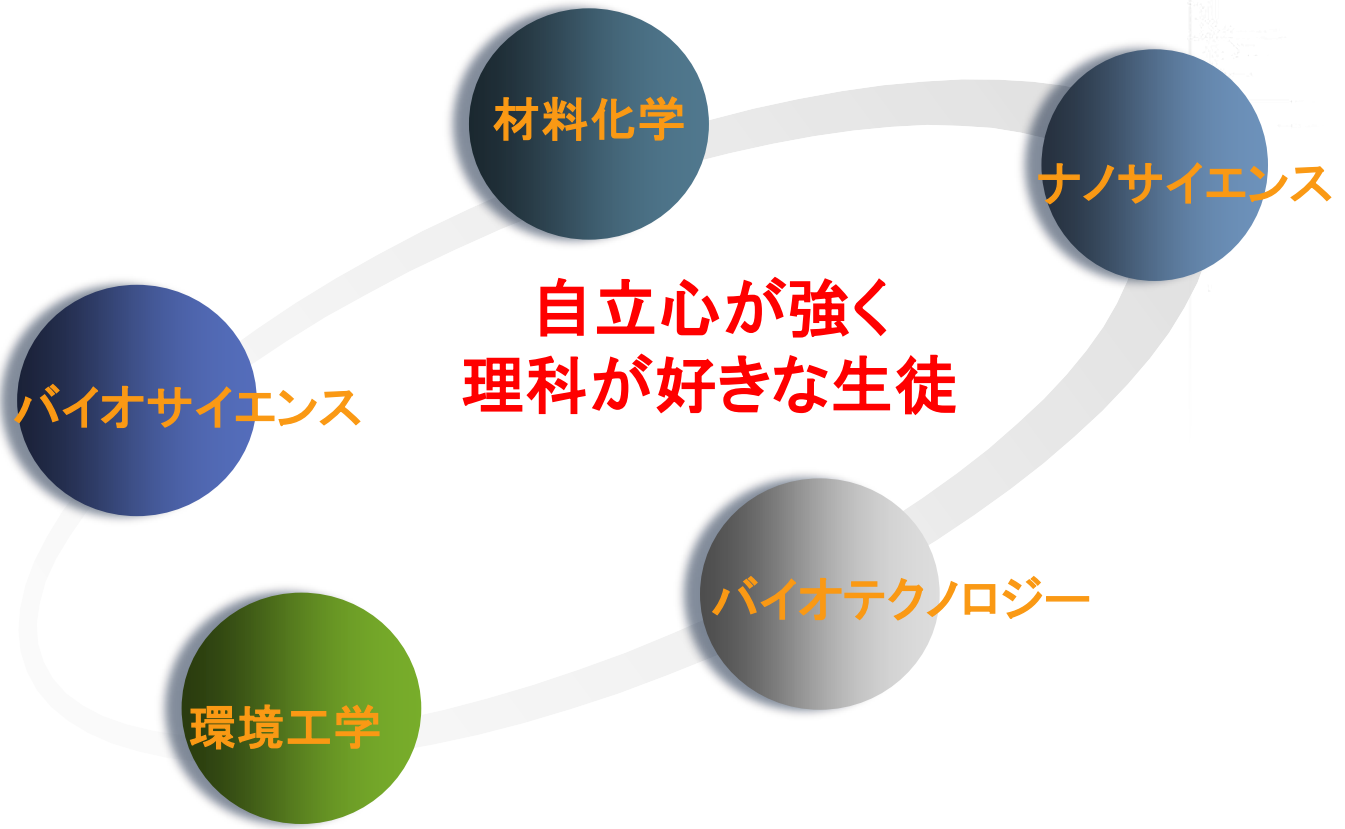 材料化学
ナノサイエンス
自立心が強く
理科が好きな生徒
バイオサイエンス
バイオテクノロジー
環境工学